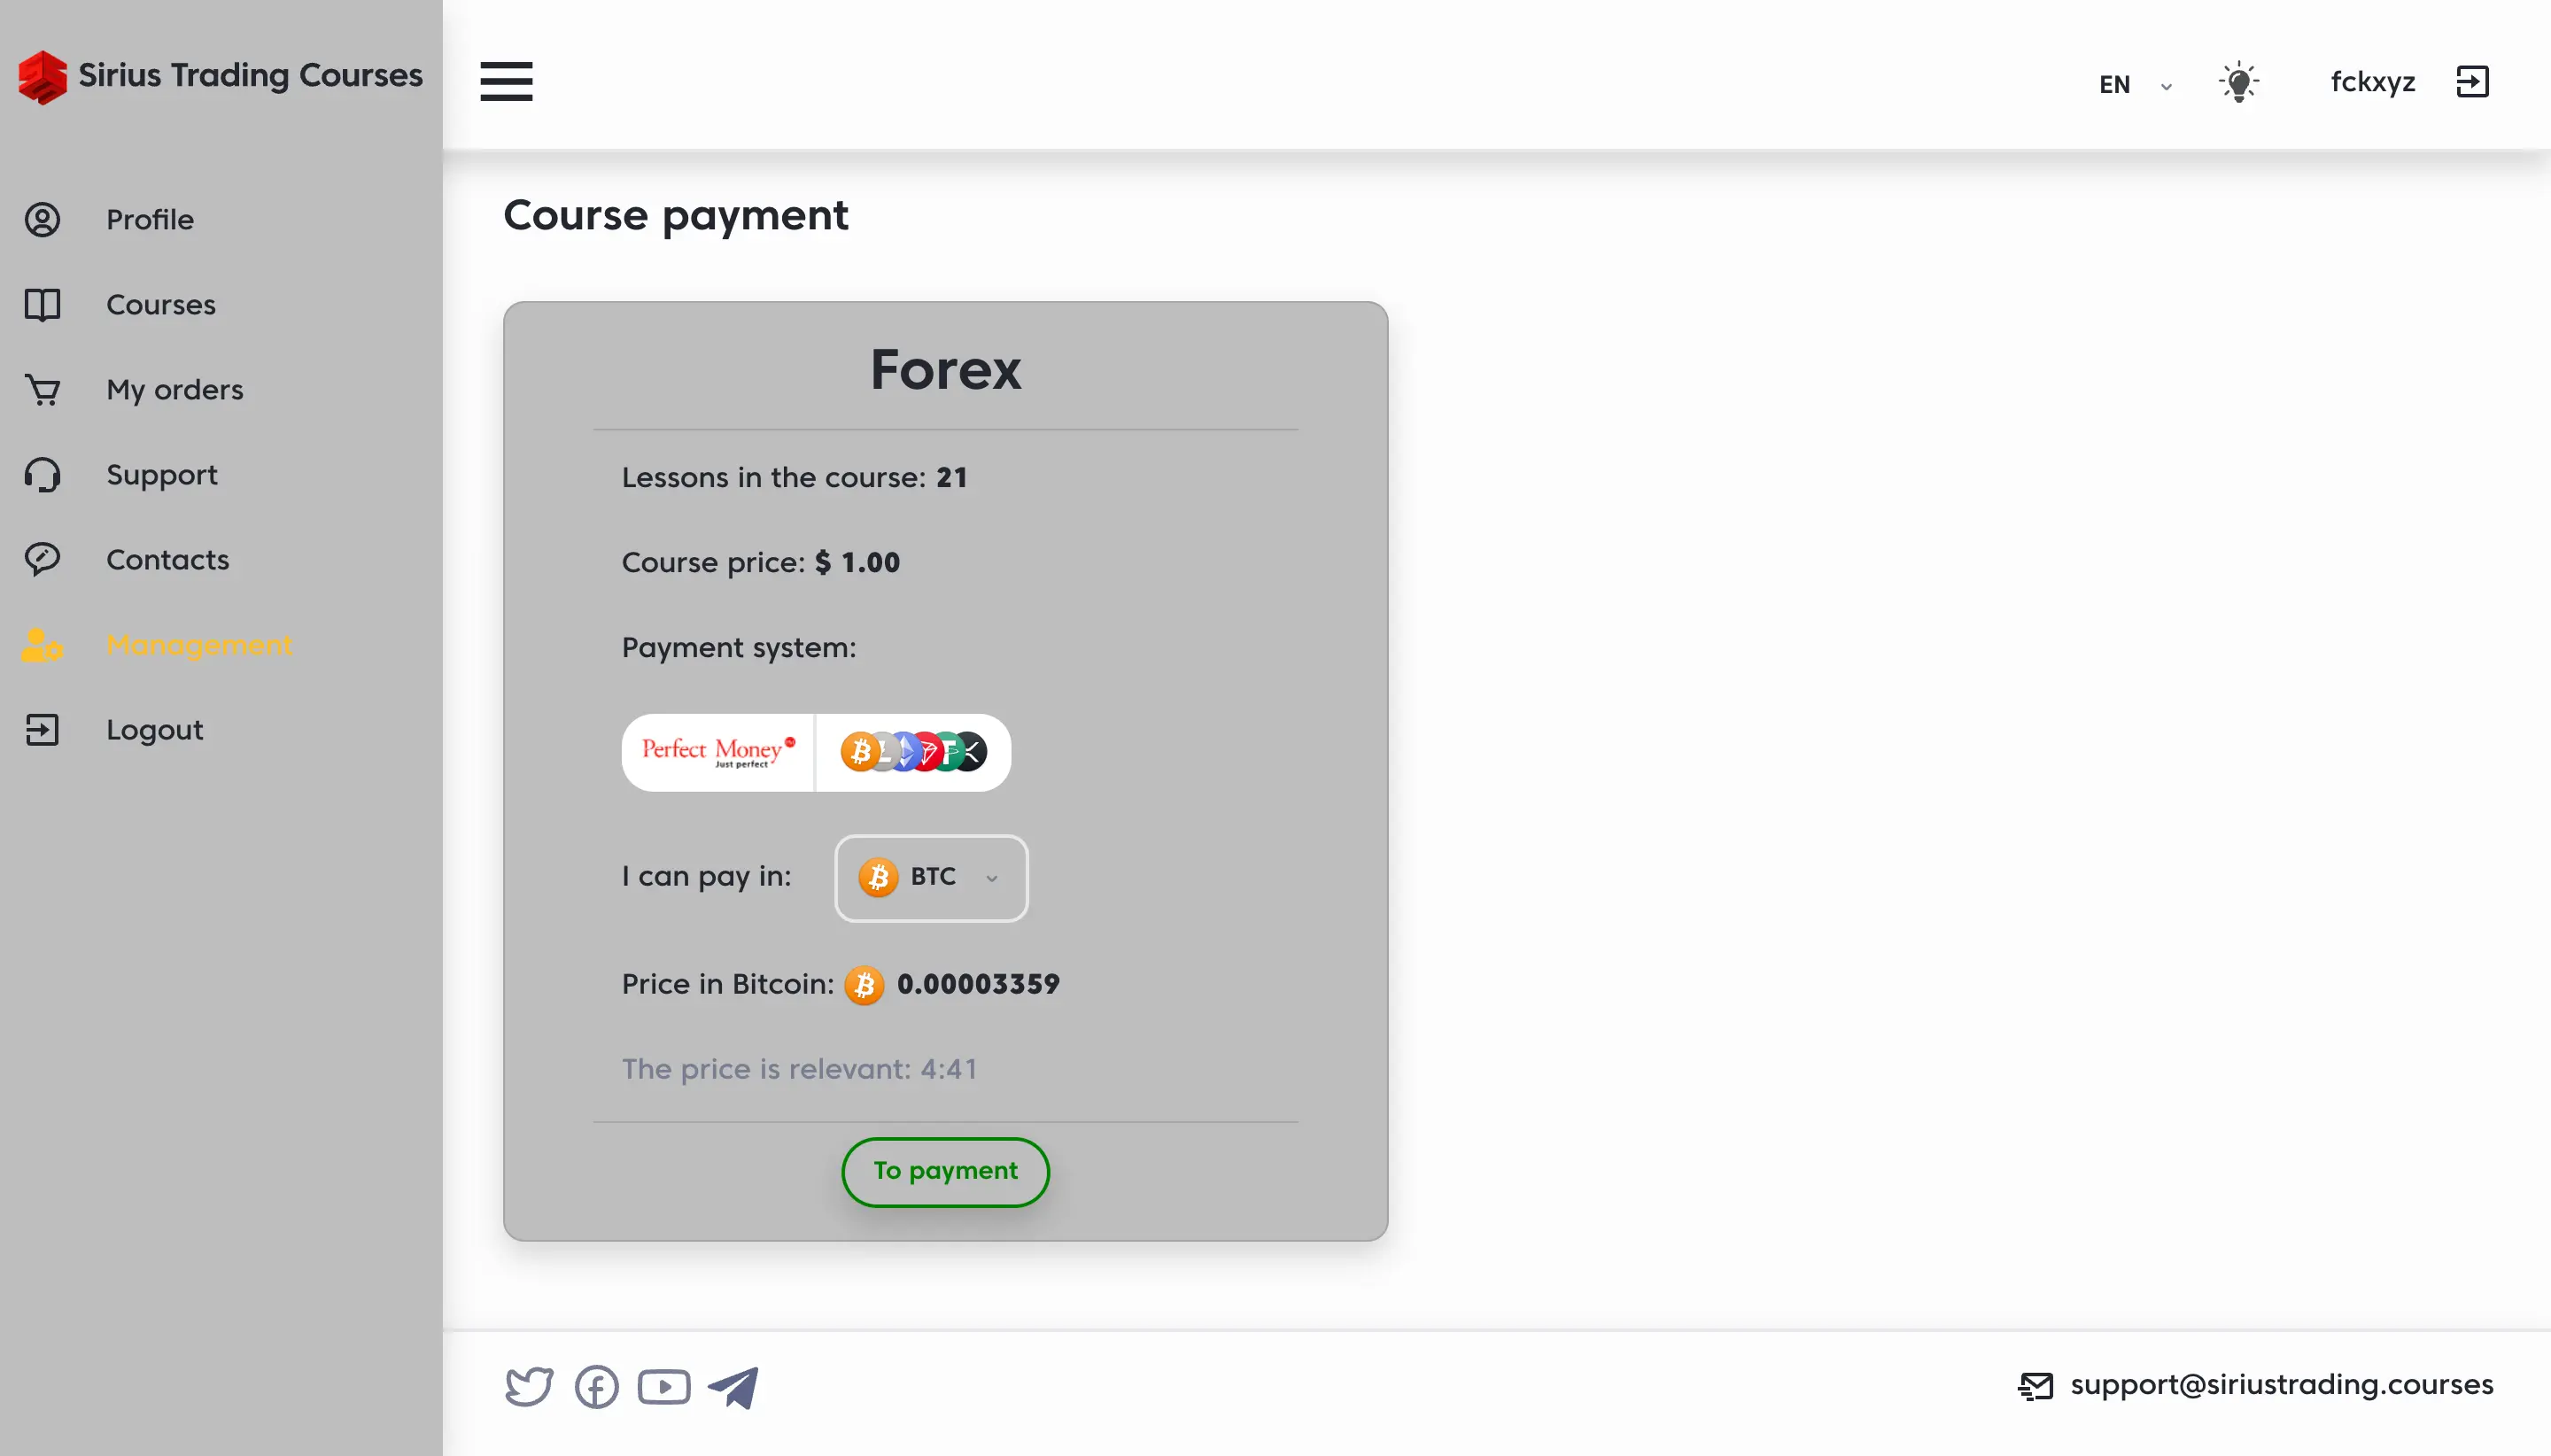 Sirius Trading Courses
EN
fckxyz
Profile
Courses
My orders
Support
Contacts
Management
Logout
Course payment
Forex
Lessons in the course: 21
Course price: $ 1.00
Payment system:
Perfect Money
Just perfect
I can pay in: BTC
Price in Bitcoin: 0.00003359
The price is relevant: 4:41
To payment
support@siriustrading.courses